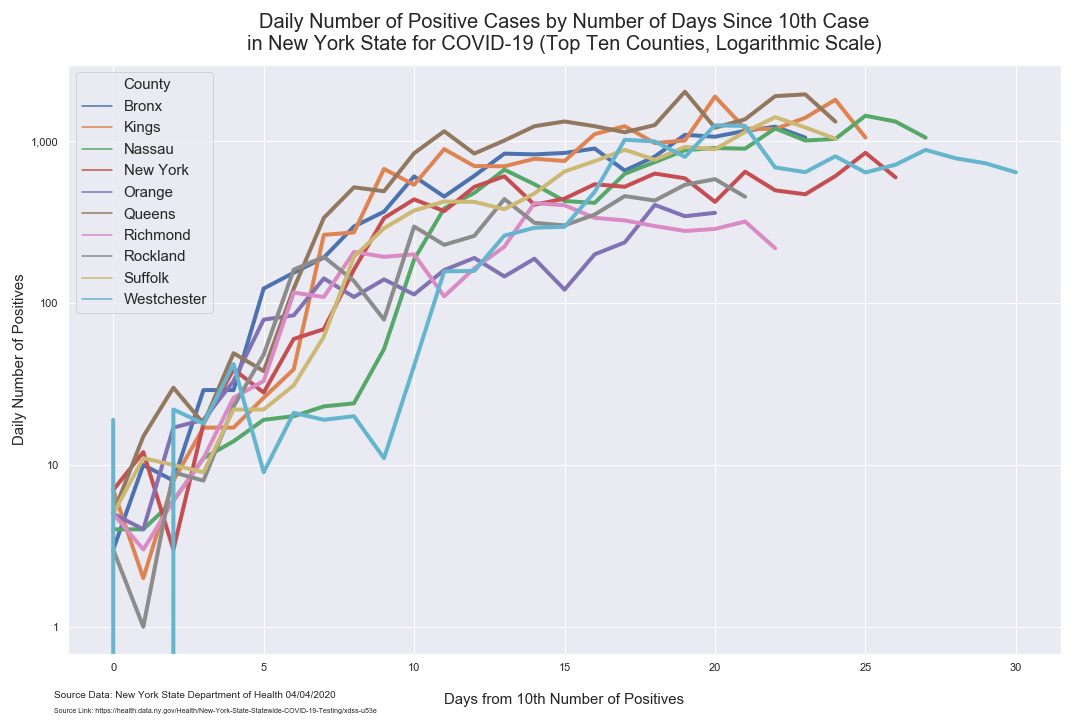 Daily Number of Positive Cases by Number of Days Since 10th Case
in New York State for COVID-19 (Top Ten Counties, Logarithmic Scale)
County
Bronx
Kings
Nassau
New York
Orange
Queens
Richmond
Rockland
Suffolk
Westchester
Daily Number of Positives
1,000
100
10
1
0 5 10 15 20 25 30
Days from 10th Number of Positives
Source Data: New York State Department of Health 04/04/2020
Source Link: https://health.data.ny.gov/Health/New-York-State-Statewide-COVID-19-Testing/xdss-u53e